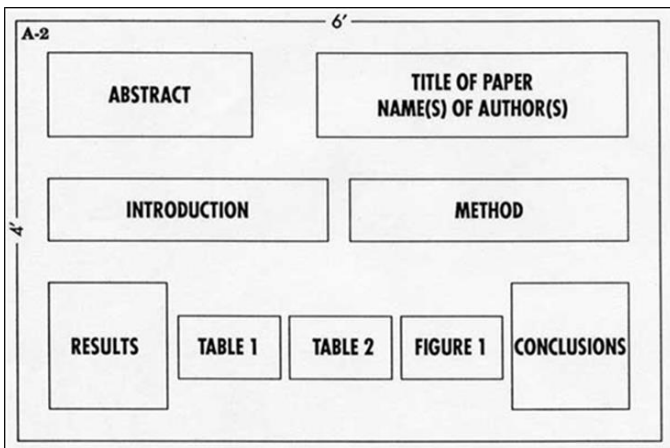 6'
A-2
ABSTRACT
TITLE OF PAPER
NAME(S) OF AUTHOR(S)
INTRODUCTION
METHOD
4'
RESULTS
TABLE 1
TABLE 2
FIGURE 1
CONCLUSIONS